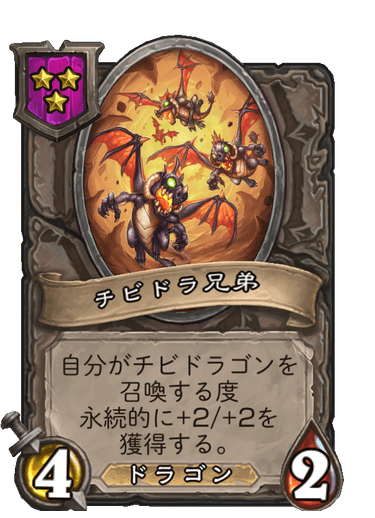 チビドラ兄弟
自分がチビドラゴンを
召喚する度
永続的に+2/+2を
獲得する。
ドラゴン
4
2